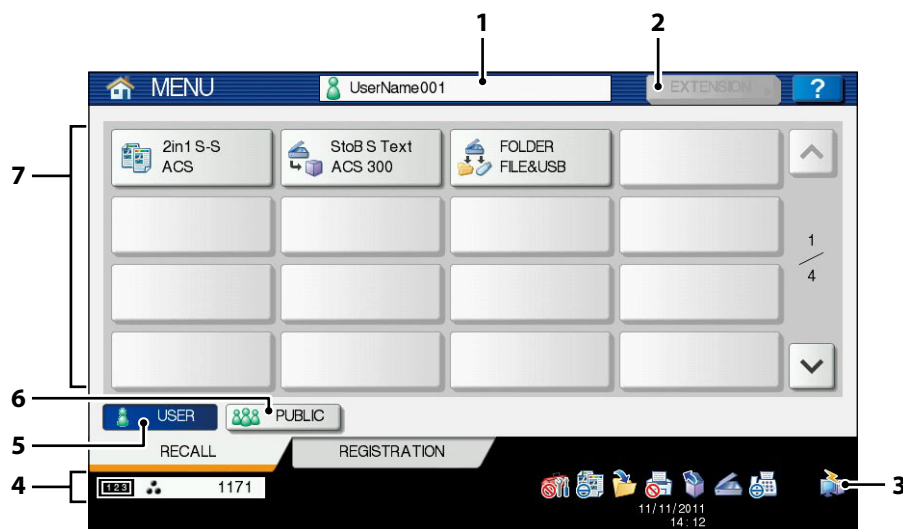 1 2
MENU UserName001 EXTENSION ?
7
2in1 S-S
ACS
StoB S Text
ACS 300
FOLDER
FILE&USB
1
4
6
5
USER PUBLIC
RECALL REGISTRATION
4
123 1171
3
11/11/2011
14:12